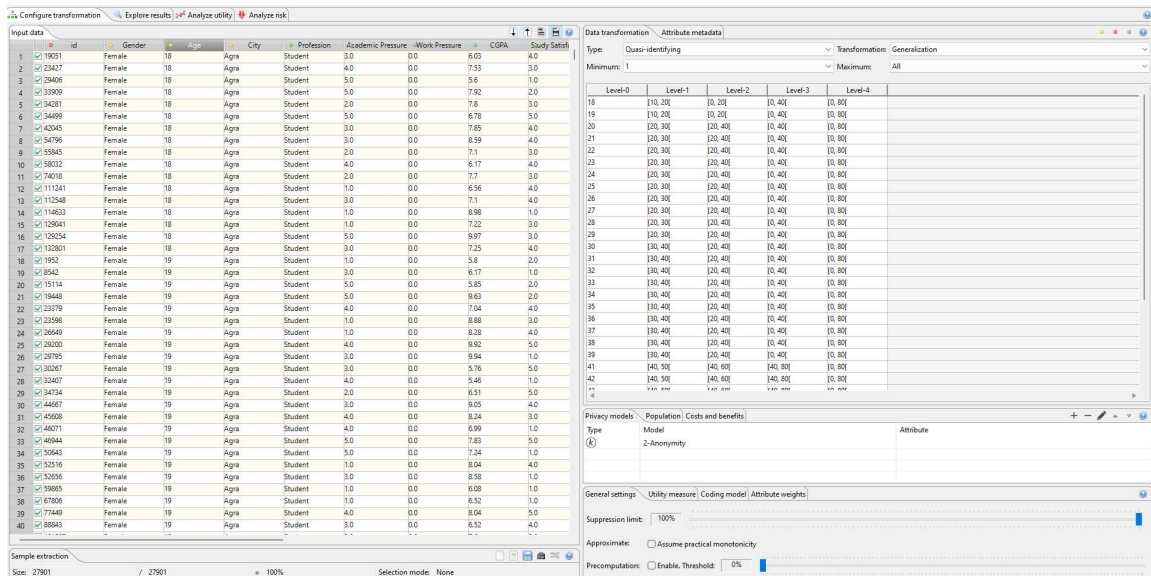 Configure transformation Explore results Analyze utility Analyze risk
Input data
id Gender Age City Profession Academic Pressure Work Pressure CGPA Study Satisfa
1 19051 Female 18 Agra Student 3.0 0.0 6.03 4.0
2 23427 Female 18 Agra Student 4.0 0.0 7.53 3.0
3 29406 Female 18 Agra Student 5.0 0.0 5.6 1.0
4 33909 Female 18 Agra Student 5.0 0.0 7.92 2.0
5 34281 Female 18 Agra Student 2.0 0.0 7.8 3.0
6 34499 Female 18 Agra Student 5.0 0.0 6.78 5.0
7 42045 Female 18 Agra Student 3.0 0.0 7.85 4.0
8 54796 Female 18 Agra Student 3.0 0.0 8.59 4.0
9 55845 Female 18 Agra Student 2.0 0.0 7.1 3.0
10 58032 Female 18 Agra Student 4.0 0.0 6.17 4.0
11 74018 Female 18 Agra Student 2.0 0.0 7.7 3.0
12 111241 Female 18 Agra Student 1.0 0.0 6.56 4.0
13 112548 Female 18 Agra Student 3.0 0.0 7.1 4.0
14 114633 Female 18 Agra Student 1.0 0.0 8.98 1.0
15 129041 Female 18 Agra Student 1.0 0.0 7.22 3.0
16 129254 Female 18 Agra Student 5.0 0.0 9.97 3.0
17 132801 Female 18 Agra Student 3.0 0.0 7.25 4.0
18 1952 Female 19 Agra Student 1.0 0.0 5.8 2.0
19 8542 Female 19 Agra Student 3.0 0.0 6.17 1.0
20 15114 Female 19 Agra Student 5.0 0.0 5.85 2.0
21 19448 Female 19 Agra Student 5.0 0.0 9.63 2.0
22 23379 Female 19 Agra Student 4.0 0.0 7.04 4.0
23 23598 Female 19 Agra Student 1.0 0.0 8.88 3.0
24 26649 Female 19 Agra Student 1.0 0.0 8.28 4.0
25 29200 Female 19 Agra Student 4.0 0.0 9.92 5.0
26 29795 Female 19 Agra Student 3.0 0.0 9.94 1.0
27 30267 Female 19 Agra Student 3.0 0.0 5.76 5.0
28 32407 Female 19 Agra Student 4.0 0.0 5.46 1.0
29 34734 Female 19 Agra Student 2.0 0.0 6.51 5.0
30 44667 Female 19 Agra Student 3.0 0.0 9.05 4.0
31 45608 Female 19 Agra Student 4.0 0.0 8.24 3.0
32 46071 Female 19 Agra Student 4.0 0.0 6.99 1.0
33 46944 Female 19 Agra Student 5.0 0.0 7.83 5.0
34 50643 Female 19 Agra Student 5.0 0.0 7.24 1.0
35 52516 Female 19 Agra Student 1.0 0.0 8.04 4.0
36 52656 Female 19 Agra Student 3.0 0.0 8.58 1.0
37 59865 Female 19 Agra Student 1.0 0.0 6.08 1.0
38 67806 Female 19 Agra Student 1.0 0.0 6.52 1.0
39 77449 Female 19 Agra Student 4.0 0.0 8.04 5.0
40 88843 Female 19 Agra Student 3.0 0.0 6.52 4.0
Sample extraction
Size: 27901 / 27901 = 100% Selection mode: None
Data transformation Attribute metadata
Type: Quasi-identifying Transformation: Generalization
Minimum: 1 Maximum: All
Level-0 Level-1 Level-2 Level-3 Level-4
18 [10, 20[ [0, 20[ [0, 40[ [0, 80[
19 [10, 20[ [0, 20[ [0, 40[ [0, 80[
20 [20, 30[ [20, 40[ [0, 40[ [0, 80[
21 [20, 30[ [20, 40[ [0, 40[ [0, 80[
22 [20, 30[ [20, 40[ [0, 40[ [0, 80[
23 [20, 30[ [20, 40[ [0, 40[ [0, 80[
24 [20, 30[ [20, 40[ [0, 40[ [0, 80[
25 [20, 30[ [20, 40[ [0, 40[ [0, 80[
26 [20, 30[ [20, 40[ [0, 40[ [0, 80[
27 [20, 30[ [20, 40[ [0, 40[ [0, 80[
28 [20, 30[ [20, 40[ [0, 40[ [0, 80[
29 [20, 30[ [20, 40[ [0, 40[ [0, 80[
30 [30, 40[ [20, 40[ [0, 40[ [0, 80[
31 [30, 40[ [20, 40[ [0, 40[ [0, 80[
32 [30, 40[ [20, 40[ [0, 40[ [0, 80[
33 [30, 40[ [20, 40[ [0, 40[ [0, 80[
34 [30, 40[ [20, 40[ [0, 40[ [0, 80[
35 [30, 40[ [20, 40[ [0, 40[ [0, 80[
36 [30, 40[ [20, 40[ [0, 40[ [0, 80[
37 [30, 40[ [20, 40[ [0, 40[ [0, 80[
38 [30, 40[ [20, 40[ [0, 40[ [0, 80[
39 [30, 40[ [20, 40[ [0, 40[ [0, 80[
41 [40, 50[ [40, 60[ [40, 80[ [0, 80[
42 [40, 50[ [40, 60[ [40, 80[ [0, 80[
Privacy models Population Costs and benefits
Type Model Attribute
k 2-Anonymity
General settings Utility measure Coding model Attribute weights
Suppression limit: 100%
Approximate: Assume practical monotonicity
Precomputation: Enable. Threshold: 0%